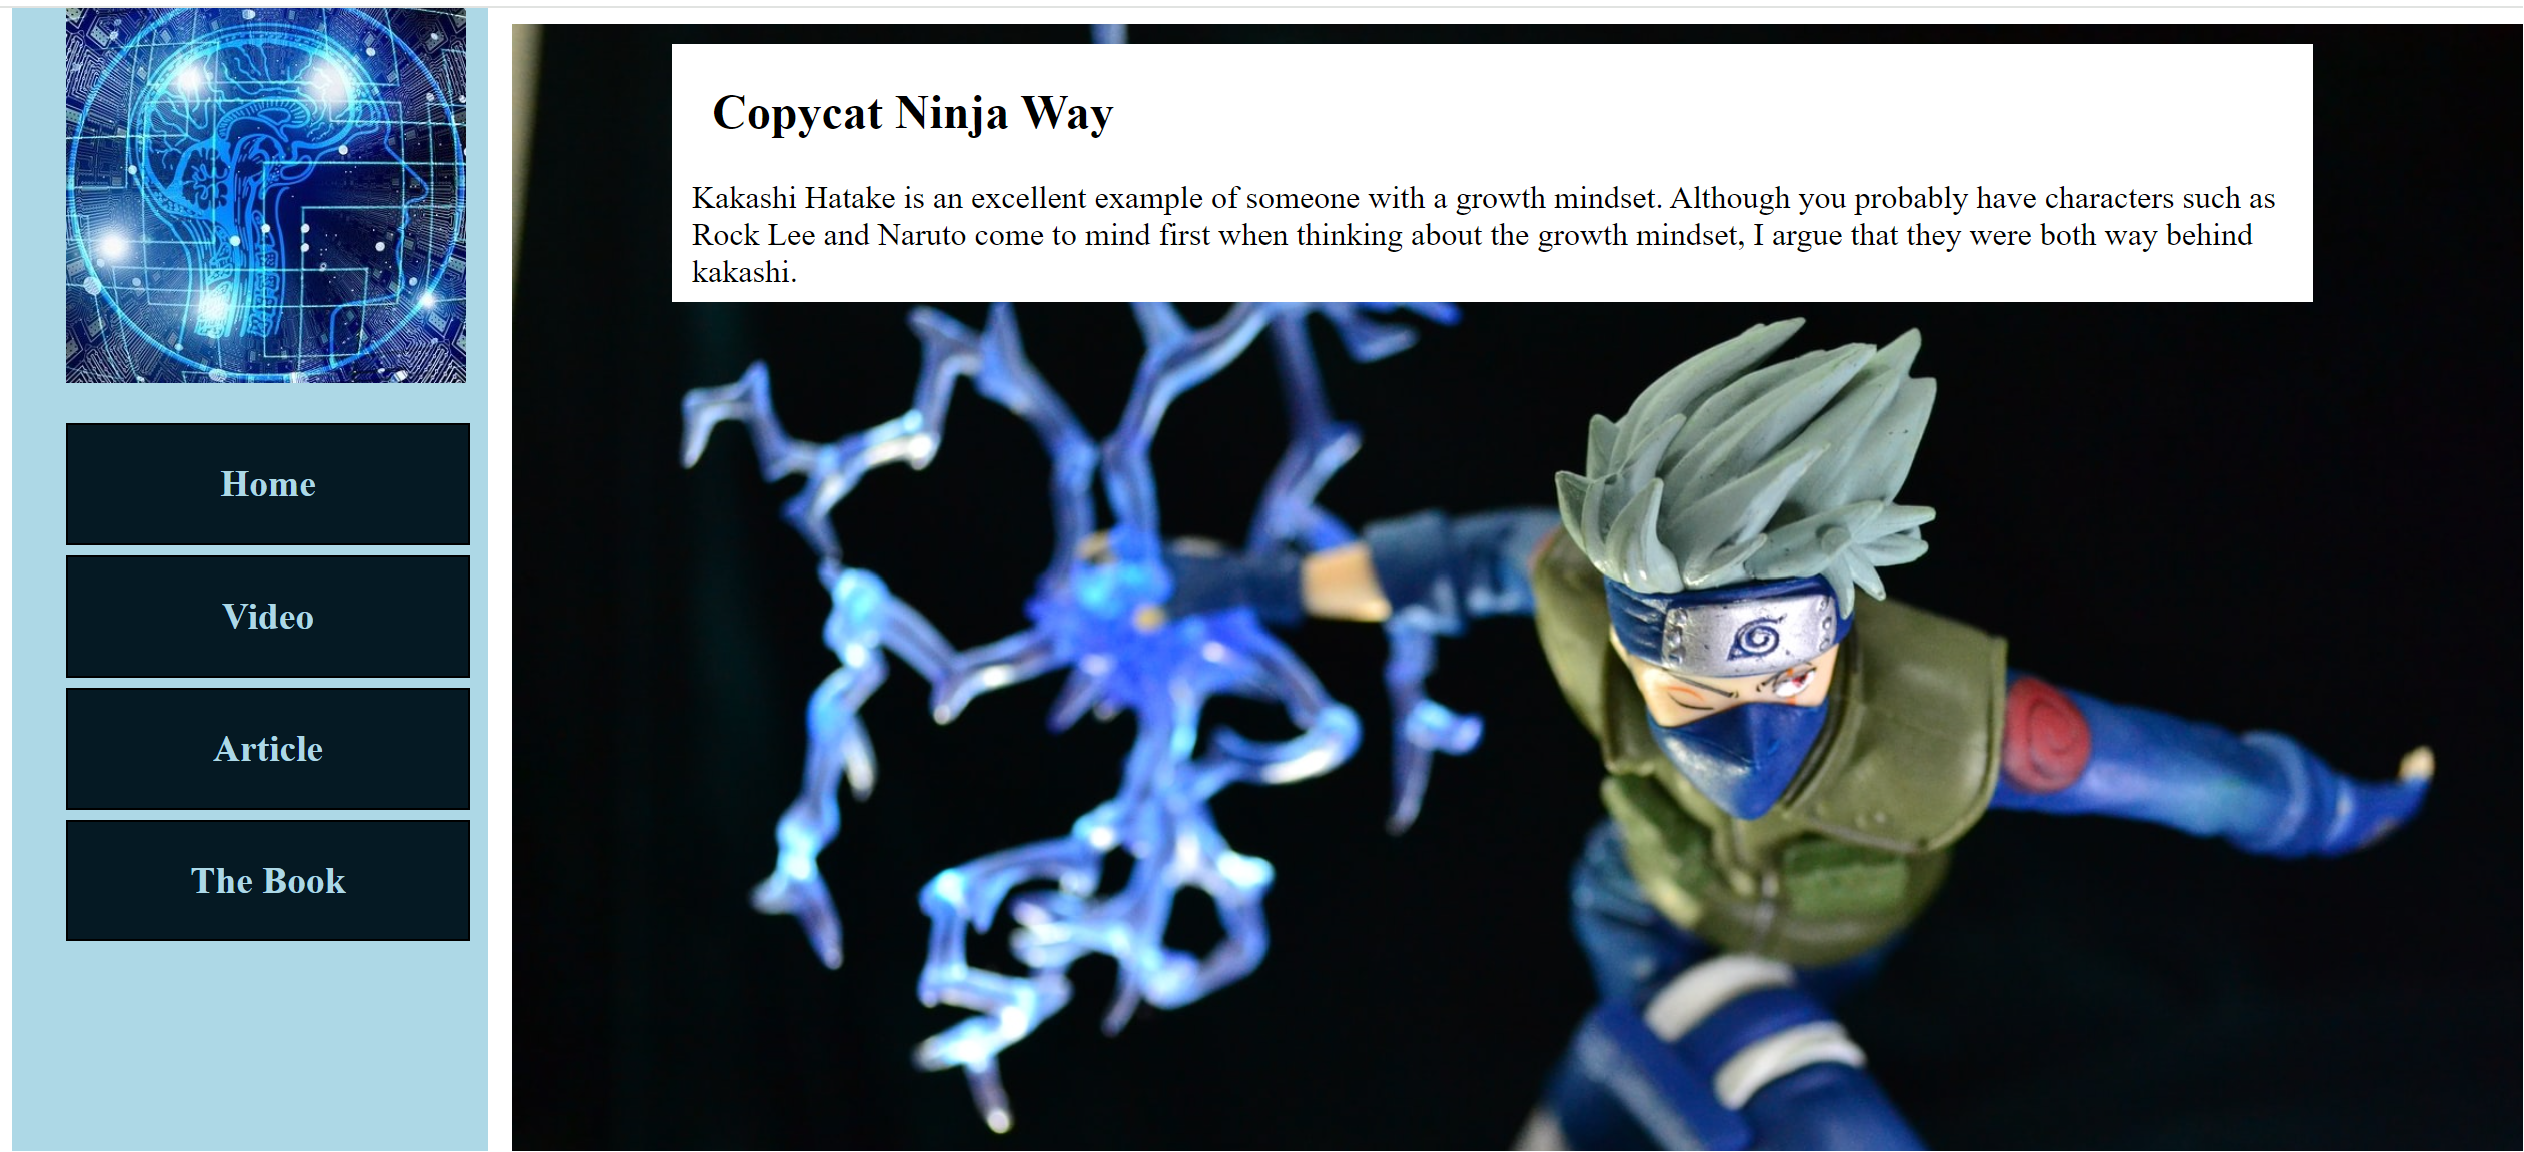 Copycat Ninja Way
Kakashi Hatake is an excellent example of someone with a growth mindset. Although you probably have characters such as
Rock Lee and Naruto come to mind first when thinking about the growth mindset, I argue that they were both way behind
kakashi.
Home
Video
Article
The Book